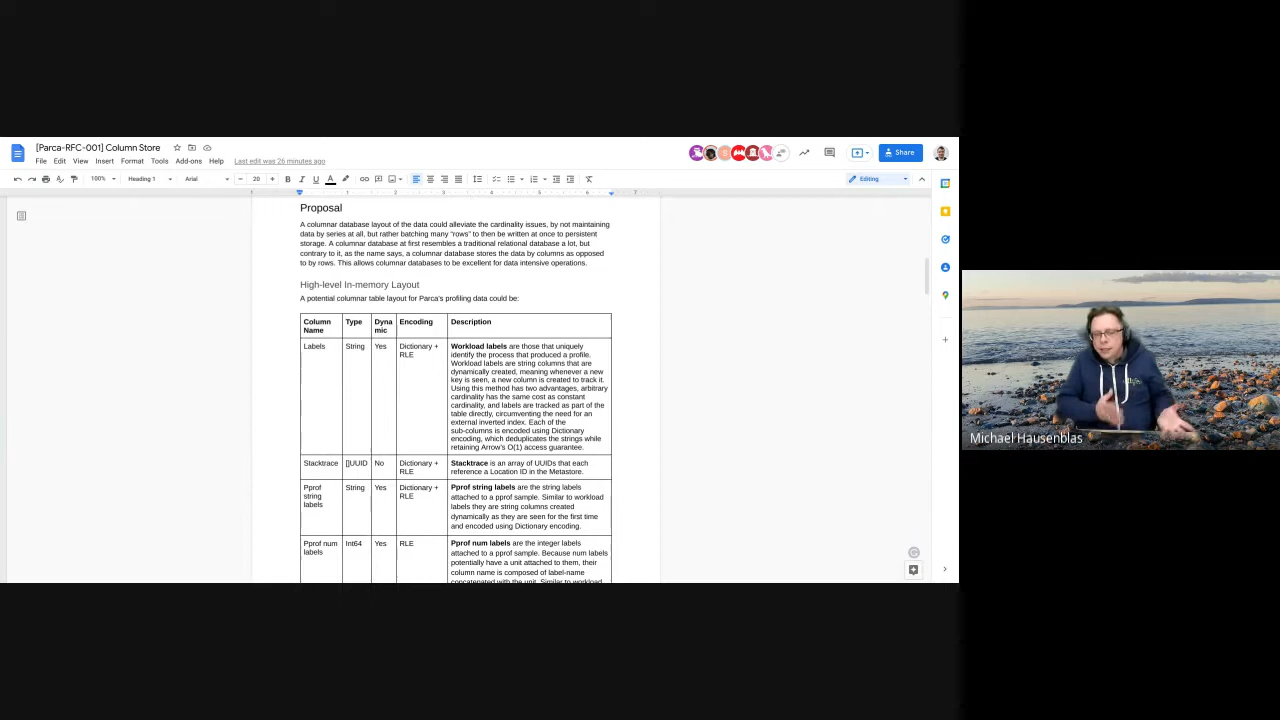 [Parca-RFC-001] Column Store
File Edit View Insert Format Tools Add-ons Help Last edit was 26 minutes ago
Share
100% Heading 1 Arial 20 Editing
1 1 2 3 4 5 6 7
Proposal
A columnar database layout of the data could alleviate the cardinality issues, by not maintaining
data by series at all, but rather batching many “rows” to then be written at once to persistent
storage. A columnar database at first resembles a traditional relational database a lot, but
contrary to it, as the name says, a columnar database stores the data by columns as opposed
to by rows. This allows columnar databases to be excellent for data intensive operations.
High-level In-memory Layout
A potential columnar table layout for Parca's profiling data could be:
Column Name
Type
Dyna
mic
Encoding
Description
Labels
String
Yes
Dictionary +
RLE
Workload labels are those that uniquely
identify the process that produced a profile.
Workload labels are string columns that are
dynamically created, meaning whenever a new
key is seen, a new column is created to track it.
Using this method has two advantages, arbitrary
cardinality has the same cost as constant
cardinality, and labels are tracked as part of the
table directly, circumventing the need for an
external inverted index. Each of the
sub-columns is encoded using Dictionary
encoding, which deduplicates the strings while
retaining Arrow's O(1) access guarantee.
Stacktrace
[]UUID
No
Dictionary +
RLE
Stacktrace is an array of UUIDs that each
reference a Location ID in the Metastore.
Pprof
string
labels
String
Yes
Dictionary +
RLE
Pprof string labels are the string labels
attached to a pprof sample. Similar to workload
labels they are string columns created
dynamically as they are seen for the first time
and encoded using Dictionary encoding.
Pprof num
labels
Int64
Yes
RLE
Pprof num labels are the integer labels
attached to a pprof sample. Because num labels
potentially have a unit attached to them, their
column name is composed of label-name
concatenated with the unit. Similar to workload
Michael Hausenblas